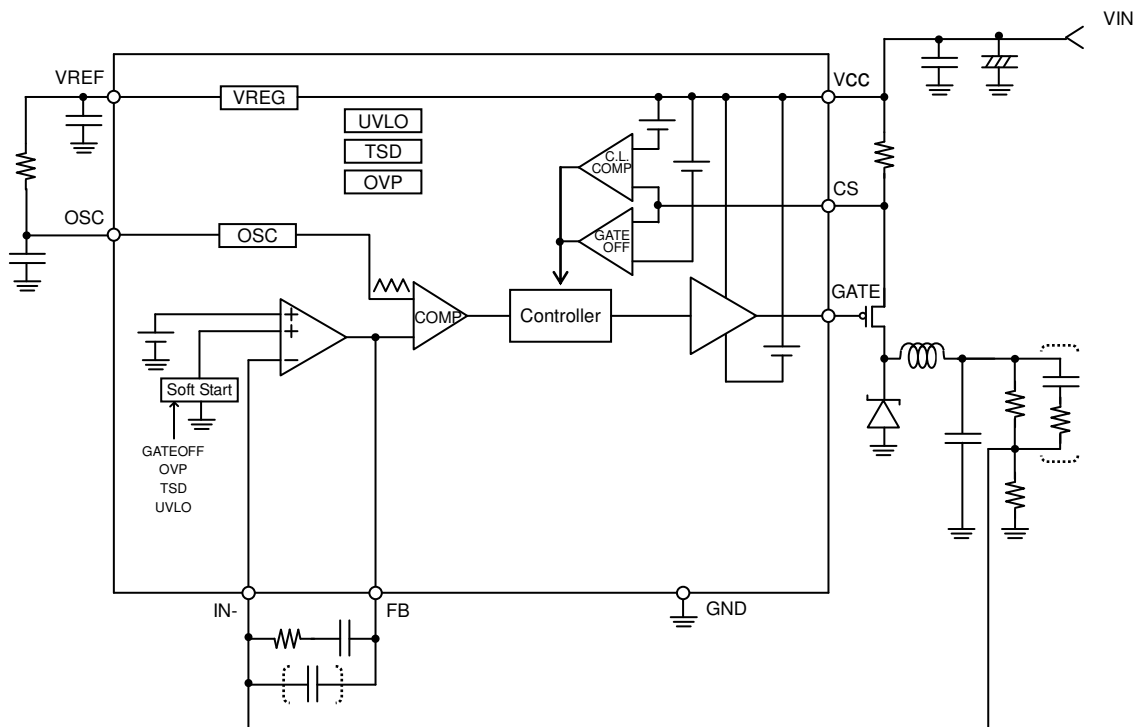 VIN
VREF
VCC
VREG
UVLO
TSD
OVP
C.L.
COMP
CS
OSC
OSC
GATE
OFF
GATE
COMP
Controller
+
+
−
Soft Start
GATEOFF
OVP
TSD
UVLO
IN-
FB
GND